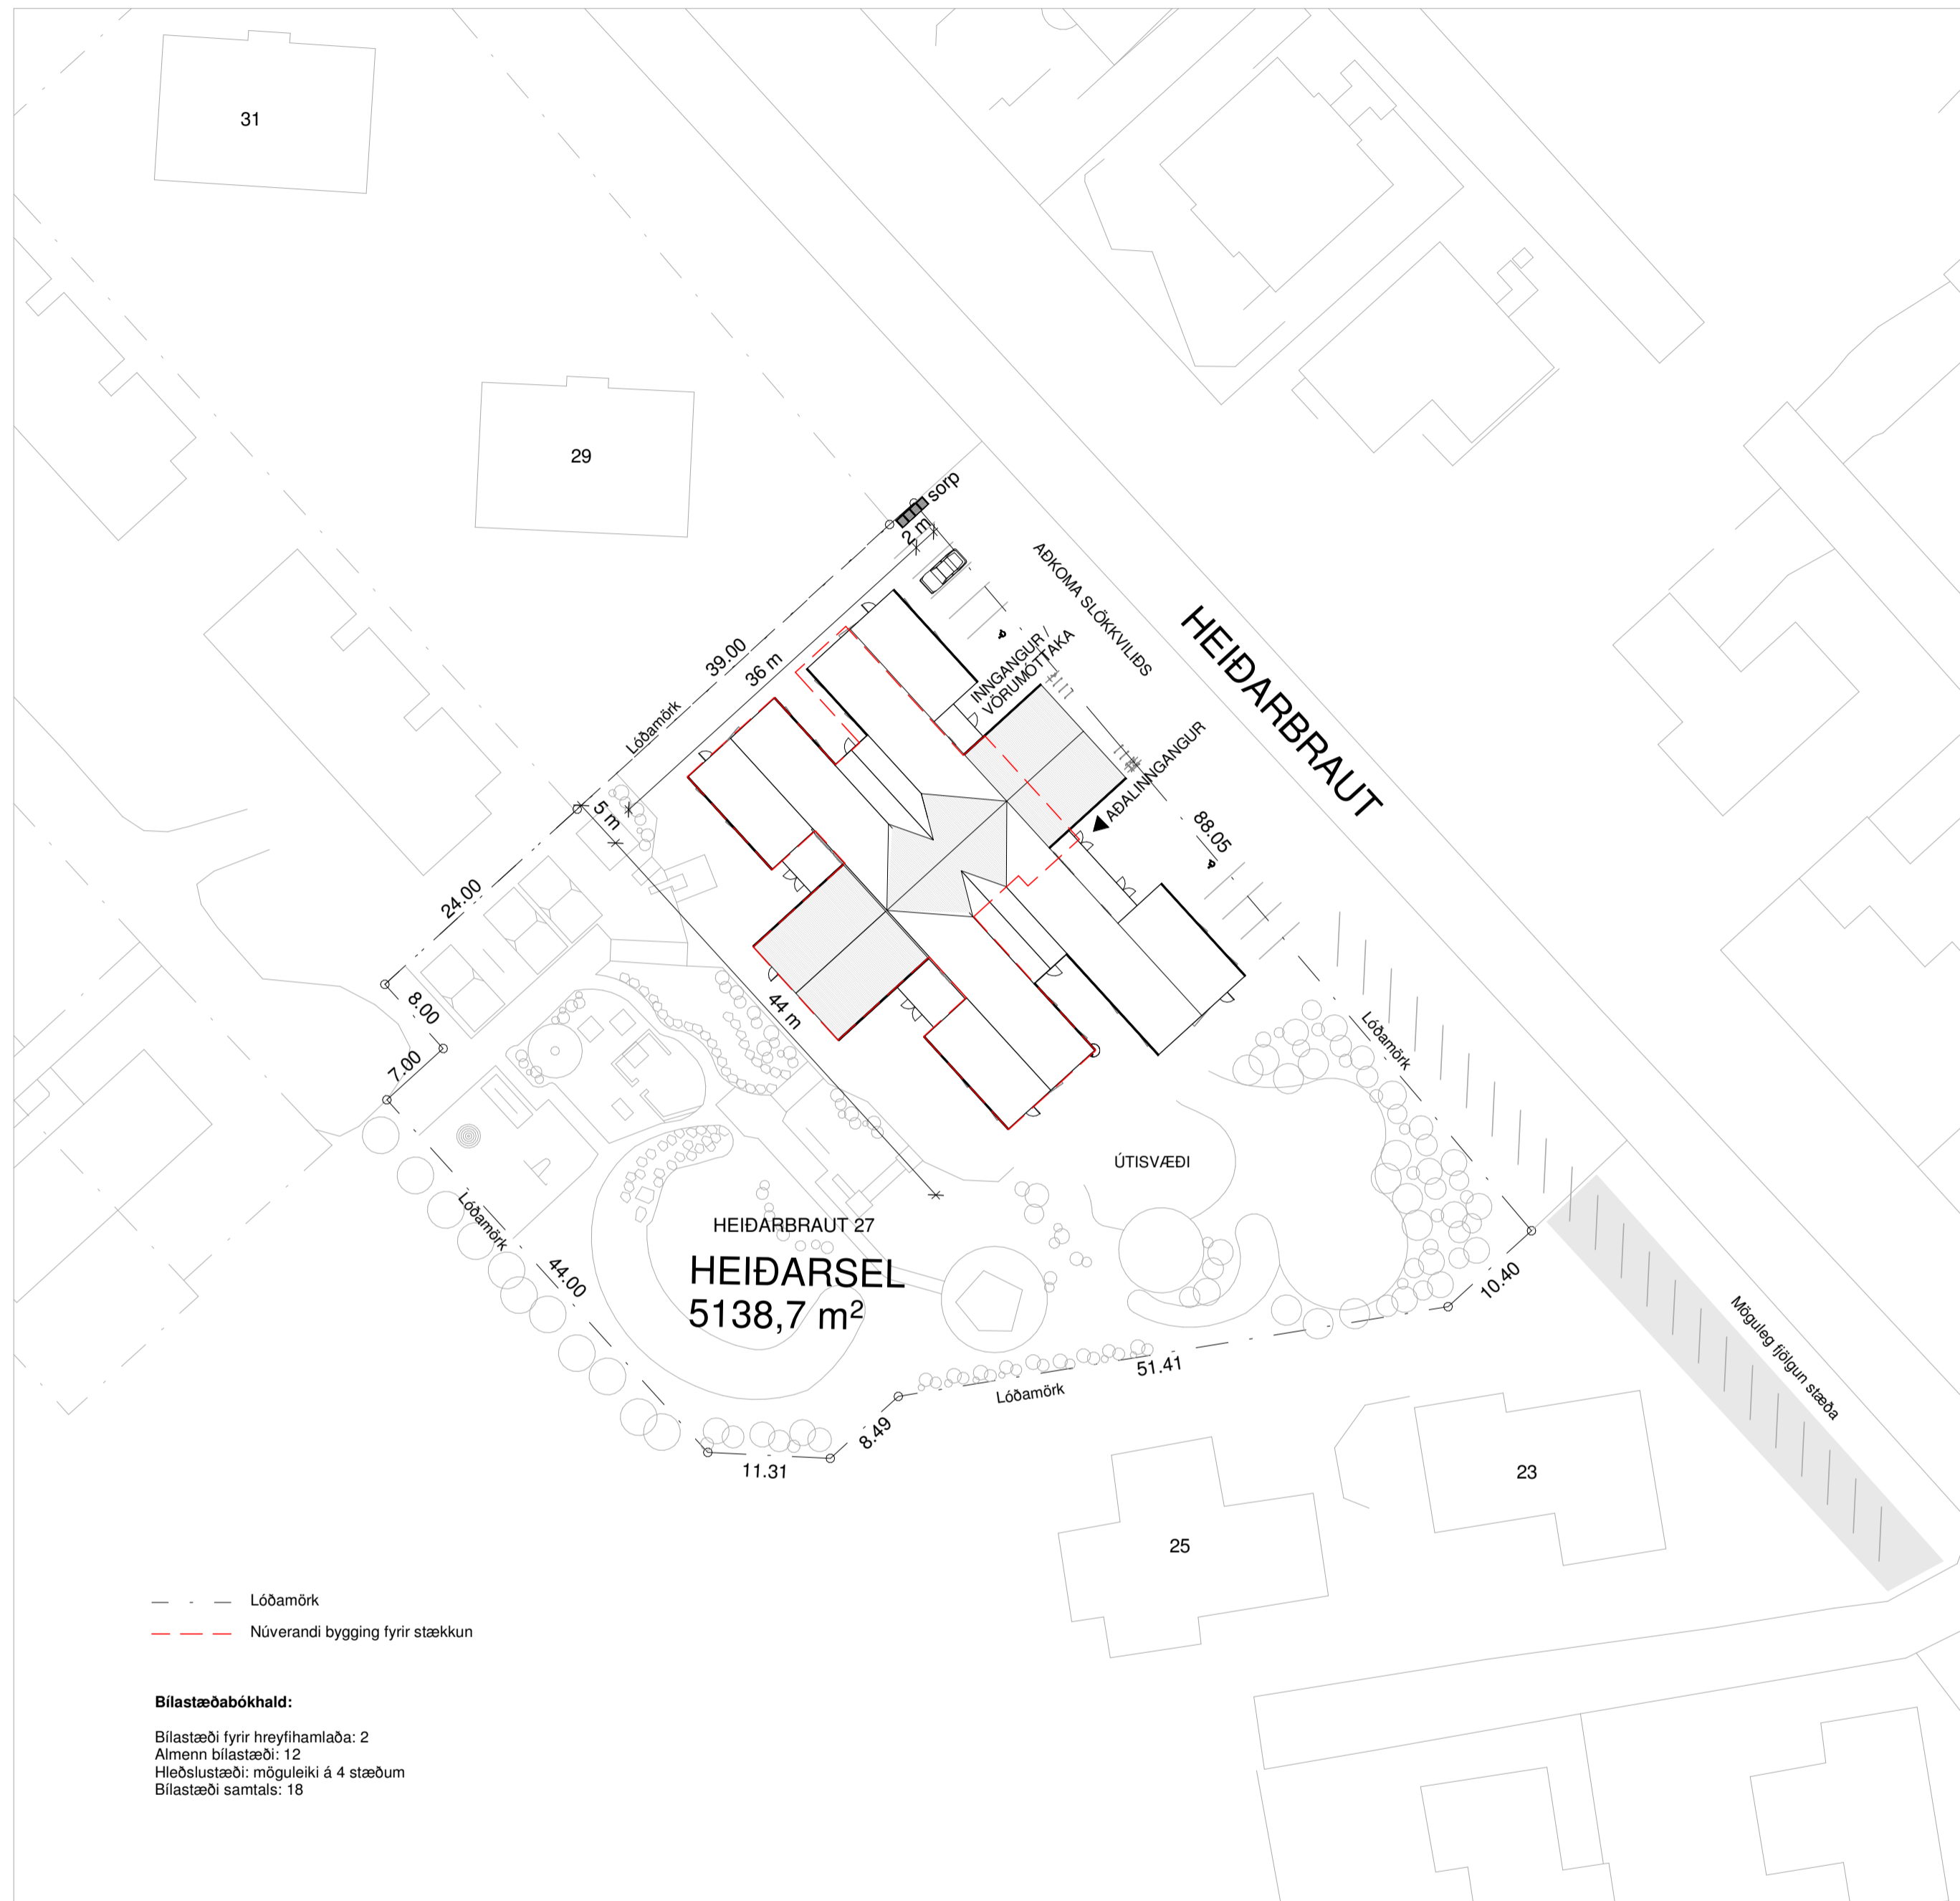 31
29
sorp
2 m
AÐKOMA SLÖKKVILIÐS
HEIÐARBRAUT
39.00
36 m
INNGANGUR /
VÖRUMÓTTAKA
Lóðamörk
AÐALINNGANGUR
5 m
88.05
24.00
44 m
8.00
7.00
Lóðamörk
ÚTISVÆÐI
Lóðamörk
HEIÐARBRAUT 27
HEIÐARSEL
5138,7 m²
44.00
10.40
Möguleg fjölgun stæða
51.41
Lóðamörk
8.49
11.31
23
25
Lóðamörk
Núverandi bygging fyrir stækkun
Bílastæðabókhald:
Bílastæði fyrir hreyfihamlaða: 2
Almenn bílastæði: 12
Hleðslustæði: möguleiki á 4 stæðum
Bílastæði samtals: 18